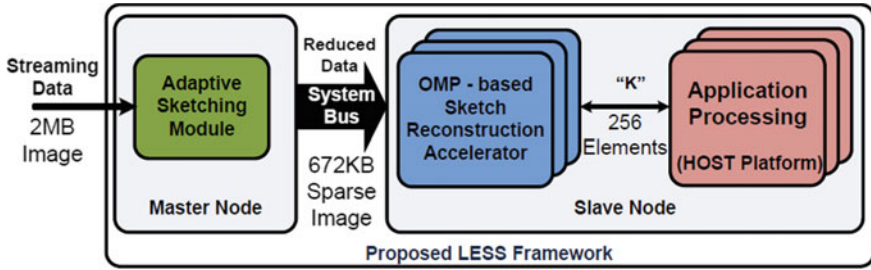 Streaming
Data
2MB
Image
Adaptive
Sketching
Module
Master Node
Reduced
Data
System
Bus
672KB
Sparse
Image
OMP - based
Sketch
Reconstruction
Accelerator
“K”
256
Elements
Application
Processing
(HOST Platform)
Slave Node
Proposed LESS Framework